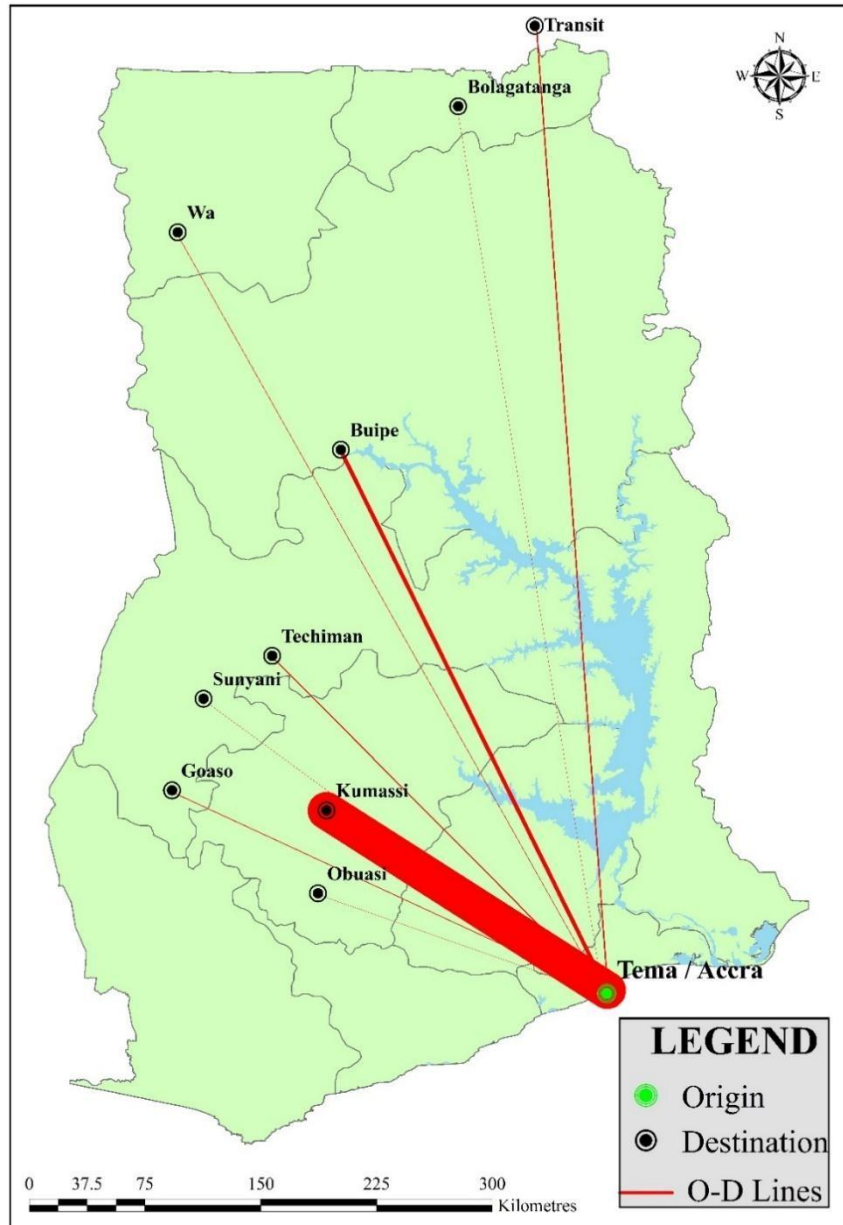 Transit
N
W E
S
Bolagatanga
Wa
Buipe
Techiman
Sunyani
Goaso
Kumassi
Obuasi
Tema / Accra
LEGEND
Origin
Destination
O-D Lines
0 37.5 75 150 225 300
Kilometres